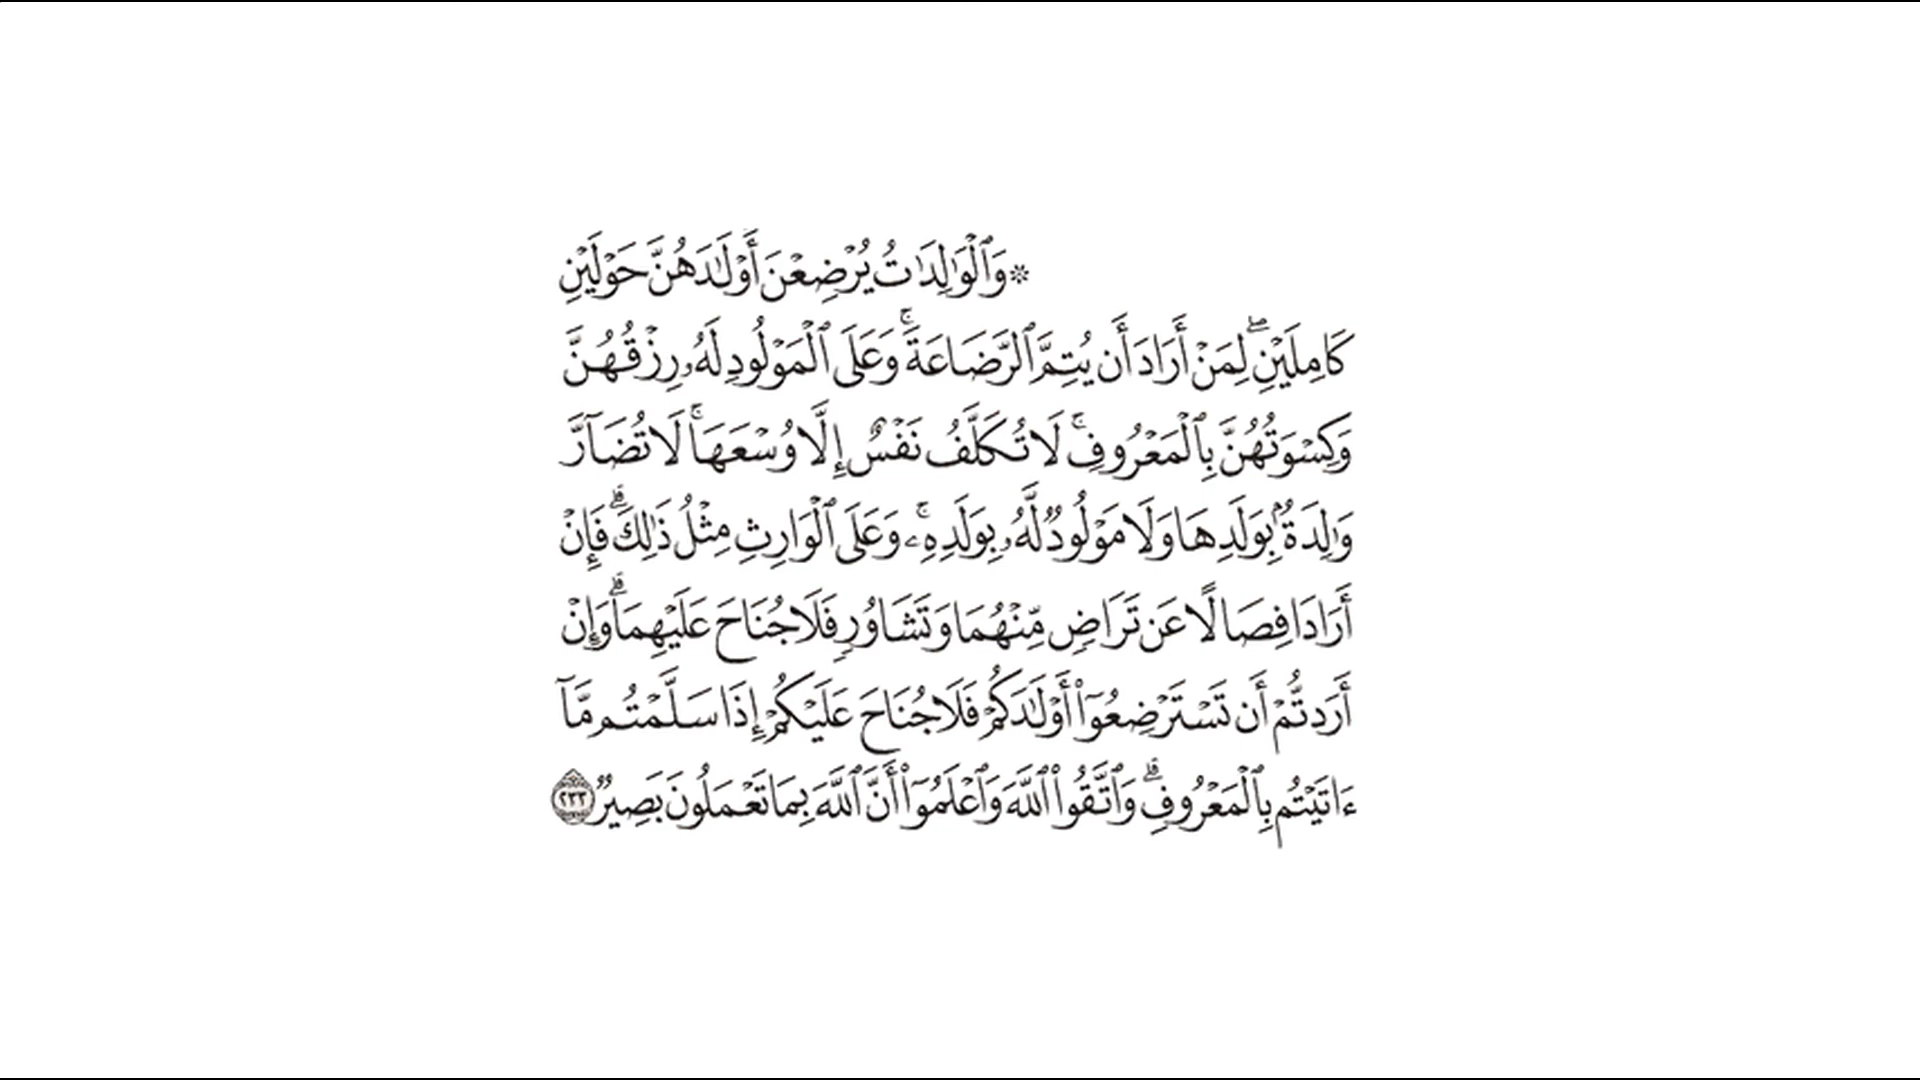 ۞ وَٱلْوَٰلِدَٰتُ يُرْضِعْنَ أَوْلَٰدَهُنَّ حَوْلَيْنِ
كَامِلَيْنِۖ لِمَنْ أَرَادَ أَن يُتِمَّ ٱلرَّضَاعَةَۚ وَعَلَى ٱلْمَوْلُودِ لَهُۥ رِزْقُهُنَّ
وَكِسْوَتُهُنَّ بِٱلْمَعْرُوفِۚ لَا تُكَلَّفُ نَفْسٌ إِلَّا وُسْعَهَاۚ لَا تُضَآرَّ
وَٰلِدَةُۢ بِوَلَدِهَا وَلَا مَوْلُودٌ لَّهُۥ بِوَلَدِهِۦۚ وَعَلَى ٱلْوَارِثِ مِثْلُ ذَٰلِكَۗ فَإِنْ
أَرَادَا فِصَالًا عَن تَرَاضٍ مِّنْهُمَا وَتَشَاوُرٍ فَلَا جُنَاحَ عَلَيْهِمَاۗ وَإِنْ
أَرَدتُّمْ أَن تَسْتَرْضِعُوٓا۟ أَوْلَٰدَكُمْ فَلَا جُنَاحَ عَلَيْكُمْ إِذَا سَلَّمْتُم مَّآ
ءَاتَيْتُم بِٱلْمَعْرُوفِۗ وَٱتَّقُوا۟ ٱللَّهَ وَٱعْلَمُوٓا۟ أَنَّ ٱللَّهَ بِمَا تَعْمَلُونَ بَصِيرٌ ٢٣٣